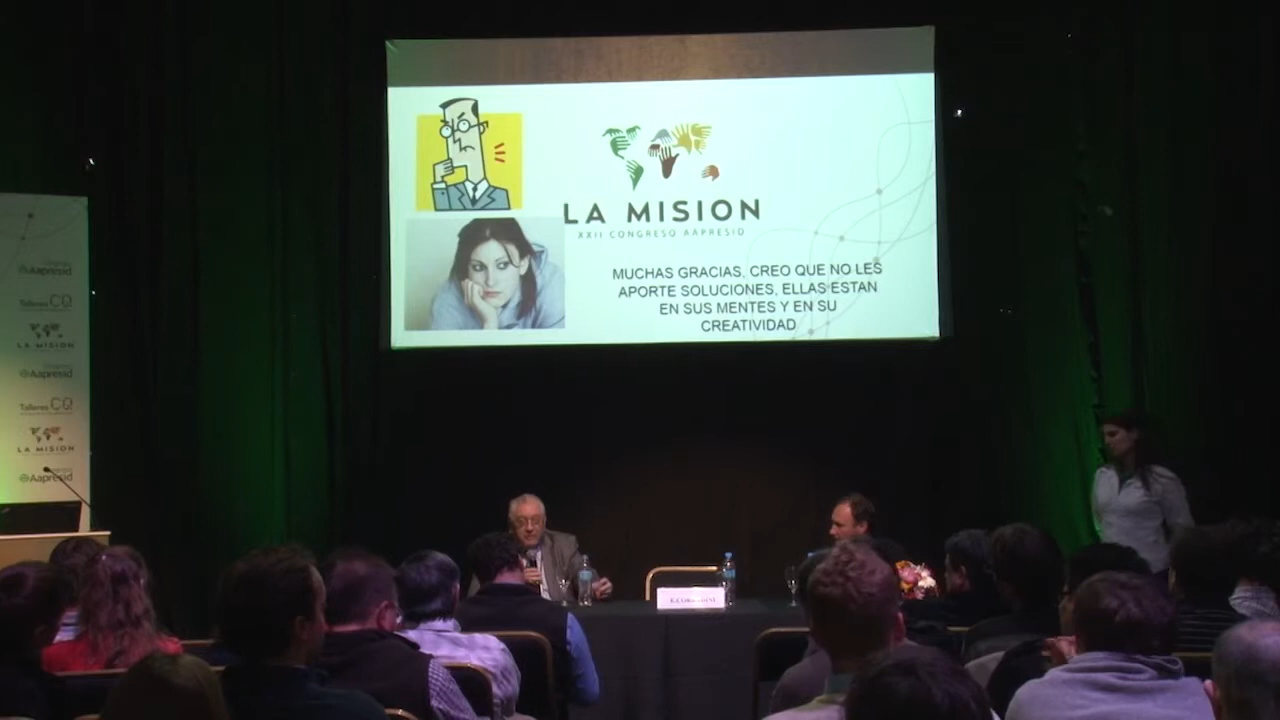 LA MISION
XXII CONGRESO AAPRESID
MUCHAS GRACIAS, CREO QUE NO LES
APORTE SOLUCIONES, ELLAS ESTAN
EN SUS MENTES Y EN SU
CREATIVIDAD
Aapresid
Talleres CQ
LA MISION
Aapresid
Talleres CQ
LA MISION
Aapresid